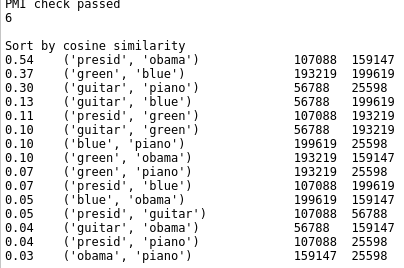 PMI check passed
6
Sort by cosine similarity
0.54 ('presid', 'obama') 107088 159147
0.37 ('green', 'blue') 193219 199619
0.30 ('guitar', 'piano') 56788 25598
0.13 ('guitar', 'blue') 56788 199619
0.11 ('presid', 'green') 107088 193219
0.10 ('guitar', 'green') 56788 193219
0.10 ('blue', 'piano') 199619 25598
0.10 ('green', 'obama') 193219 159147
0.07 ('green', 'piano') 193219 25598
0.07 ('presid', 'blue') 107088 199619
0.05 ('blue', 'obama') 199619 159147
0.05 ('presid', 'guitar') 107088 56788
0.04 ('guitar', 'obama') 56788 159147
0.04 ('presid', 'piano') 107088 25598
0.03 ('obama', 'piano') 159147 25598